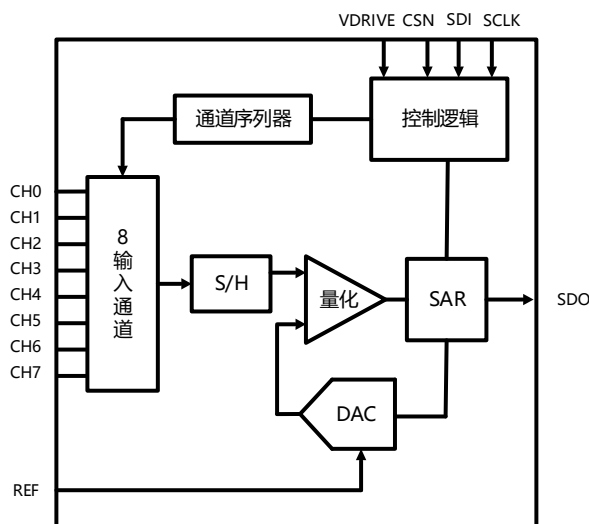 VDRIVE CSN SDI SCLK
通道序列器
控制逻辑
CH0
CH1
CH2
CH3
CH4
CH5
CH6
CH7
8输入通道
S/H
量化
SAR
SDO
DAC
REF